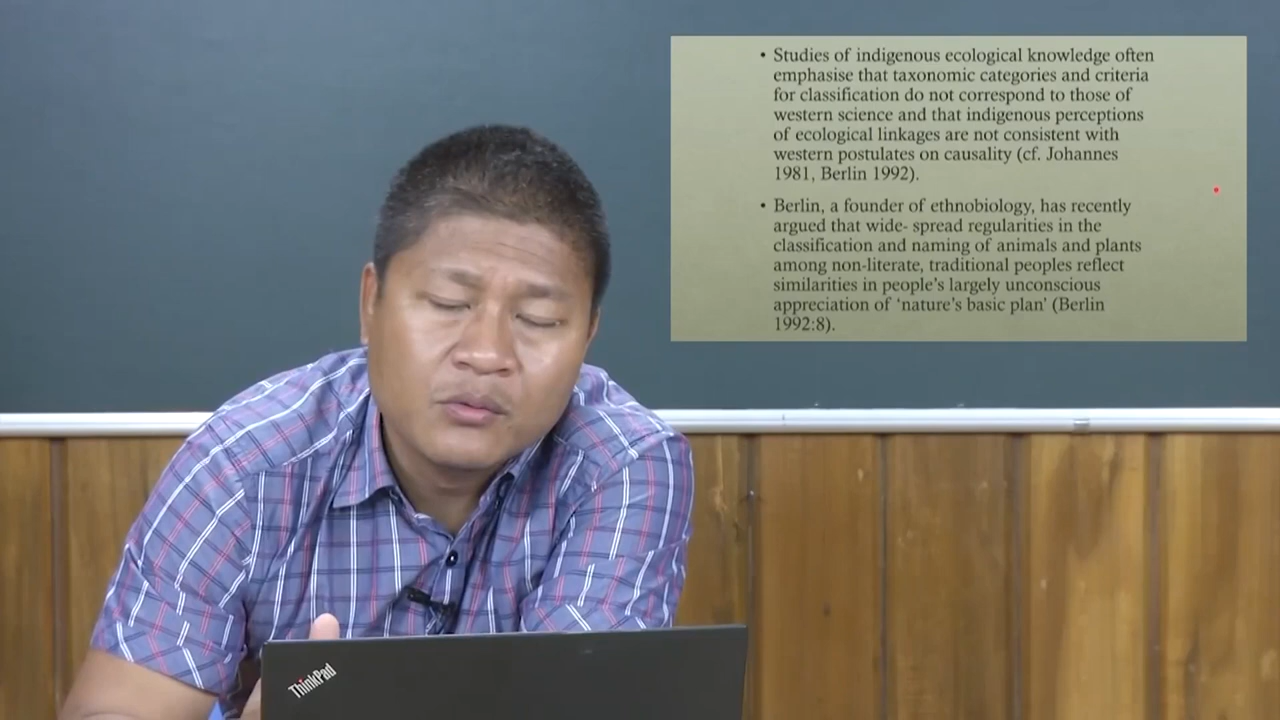 • Studies of indigenous ecological knowledge often
emphasise that taxonomic categories and criteria
for classification do not correspond to those of
western science and that indigenous perceptions
of ecological linkages are not consistent with
western postulates on causality (cf. Johannes
1981, Berlin 1992).
• Berlin, a founder of ethnobiology, has recently
argued that wide- spread regularities in the
classification and naming of animals and plants
among non-literate, traditional peoples reflect
similarities in people's largely unconscious
appreciation of 'nature's basic plan' (Berlin
1992:8).
ThinkPad